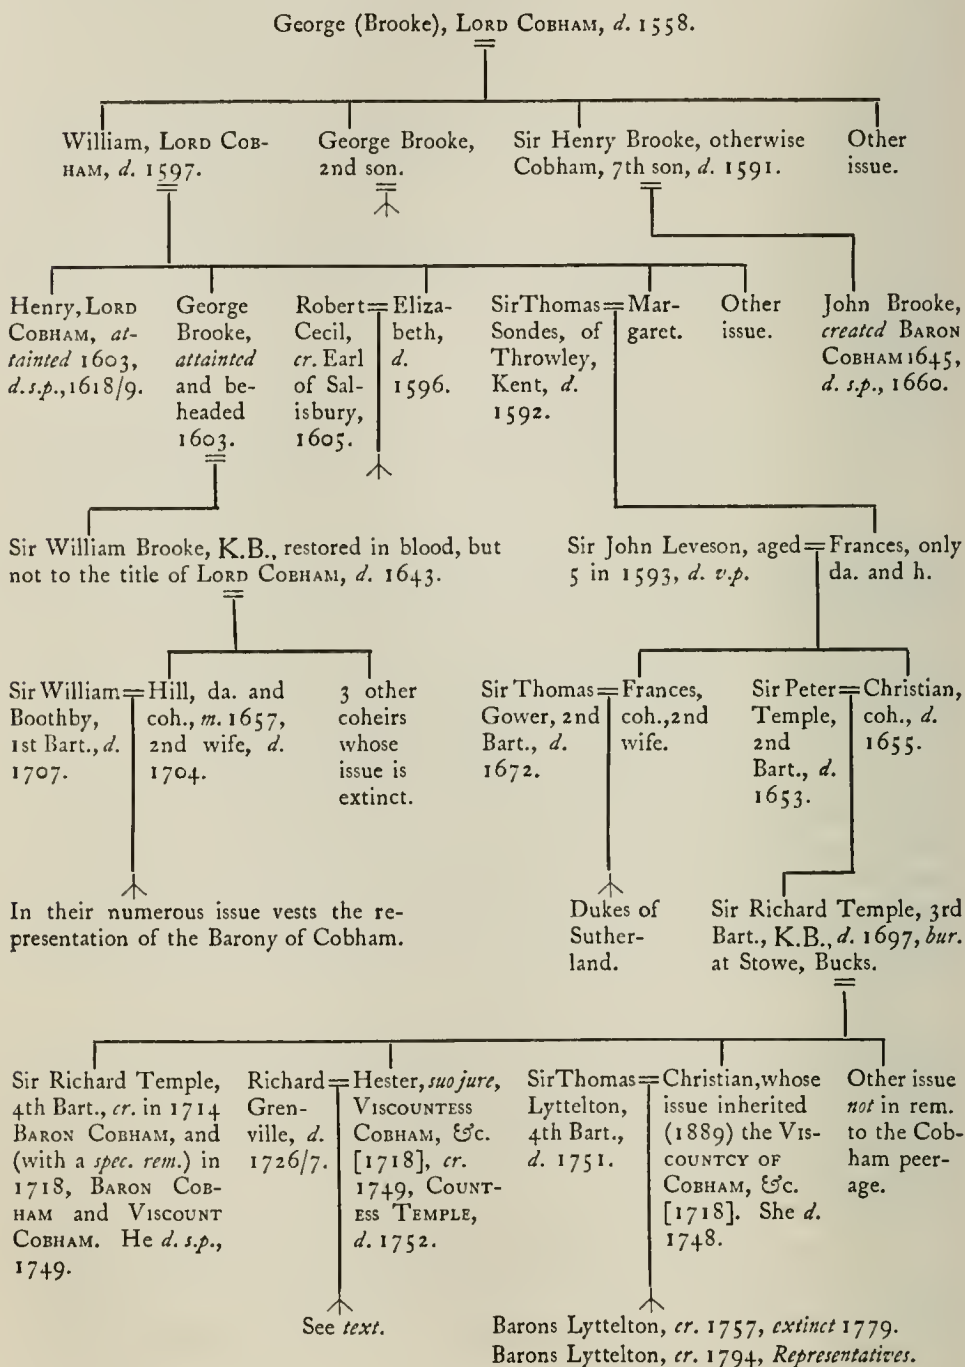 George (Brooke), Lord Cobham, d. 1558.
William, Lord Cob-
ham, d. 1597.
George Brooke,
2nd son.
Sir Henry Brooke, otherwise
Cobham, 7th son, d. 1591.
Other
issue.
Henry, Lord
Cobham, at-
tainted 1603,
d.s.p., 1618/9.
George
Brooke,
attainted
and be-
headed
1603.
Robert=
Cecil,
cr. Earl
of Sal-
isbury,
1605.
Eliza-
beth,
d.
1596.
Sir Thomas=
Sondes, of
Throwley,
Kent, d.
1592.
Mar-
garet.
Other
issue.
John Brooke,
created Baron
Cobham 1645,
d. s.p., 1660.
Sir William Brooke, K.B., restored in blood, but
not to the title of Lord Cobham, d. 1643.
Sir John Leveson, aged=
5 in 1593, d. v.p.
Frances, only
da. and h.
Sir William=
Boothby,
1st Bart., d.
1707.
Hill, da. and
coh., m. 1657,
2nd wife, d.
1704.
3 other
coheirs
whose
issue is
extinct.
Sir Thomas=
Gower, 2nd
Bart., d.
1672.
Frances,
coh., 2nd
wife.
Sir Peter=
Temple,
2nd
Bart., d.
1653.
Christian,
coh., d.
1655.
In their numerous issue vests the re-
presentation of the Barony of Cobham.
Dukes of
Suther-
land.
Sir Richard Temple, 3rd
Bart., K.B., d. 1697, bur.
at Stowe, Bucks.
Sir Richard Temple,
4th Bart., cr. in 1714
Baron Cobham, and
(with a spec. rem.) in
1718, Baron Cob-
ham and Viscount
Cobham. He d. s.p.,
1749.
Richard=
Gren-
ville, d.
1726/7.
Hester, suo jure,
Viscountess
Cobham, &c.
[1718], cr.
1749, Count-
ess Temple,
d. 1752.
Sir Thomas=
Lyttelton,
4th Bart.,
d. 1751.
Christian, whose
issue inherited
(1889) the Vis-
countcy of
Cobham, &c.
[1718]. She d.
1748.
Other issue
not in rem.
to the Cob-
ham peer-
age.
See text.
Barons Lyttelton, cr. 1757, extinct 1779.
Barons Lyttelton, cr. 1794, Representatives.